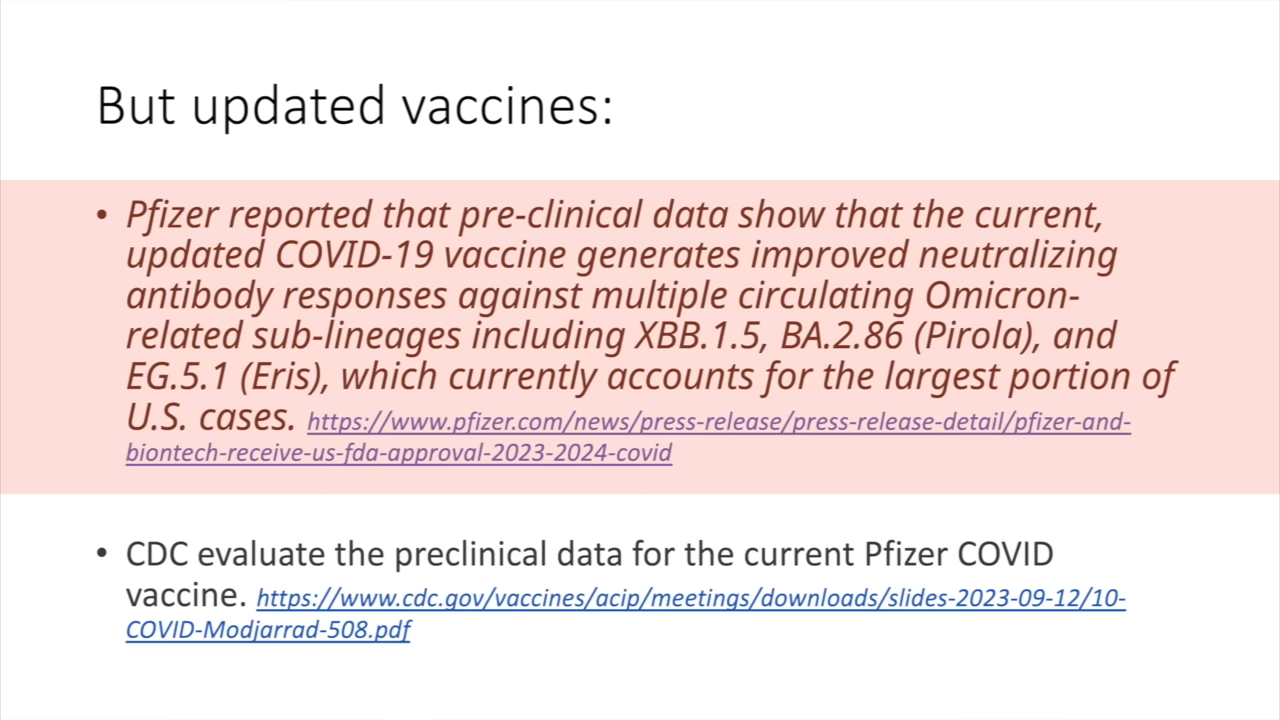 But updated vaccines:
• Pfizer reported that pre-clinical data show that the current,
updated COVID-19 vaccine generates improved neutralizing
antibody responses against multiple circulating Omicron-
related sub-lineages including XBB.1.5, BA.2.86 (Pirola), and
EG.5.1 (Eris), which currently accounts for the largest portion of
U.S. cases. https://www.pfizer.com/news/press-release/press-release-detail/pfizer-and-
biontech-receive-us-fda-approval-2023-2024-covid
• CDC evaluate the preclinical data for the current Pfizer COVID
vaccine. https://www.cdc.gov/vaccines/acip/meetings/downloads/slides-2023-09-12/10-
COVID-Modjarrad-508.pdf